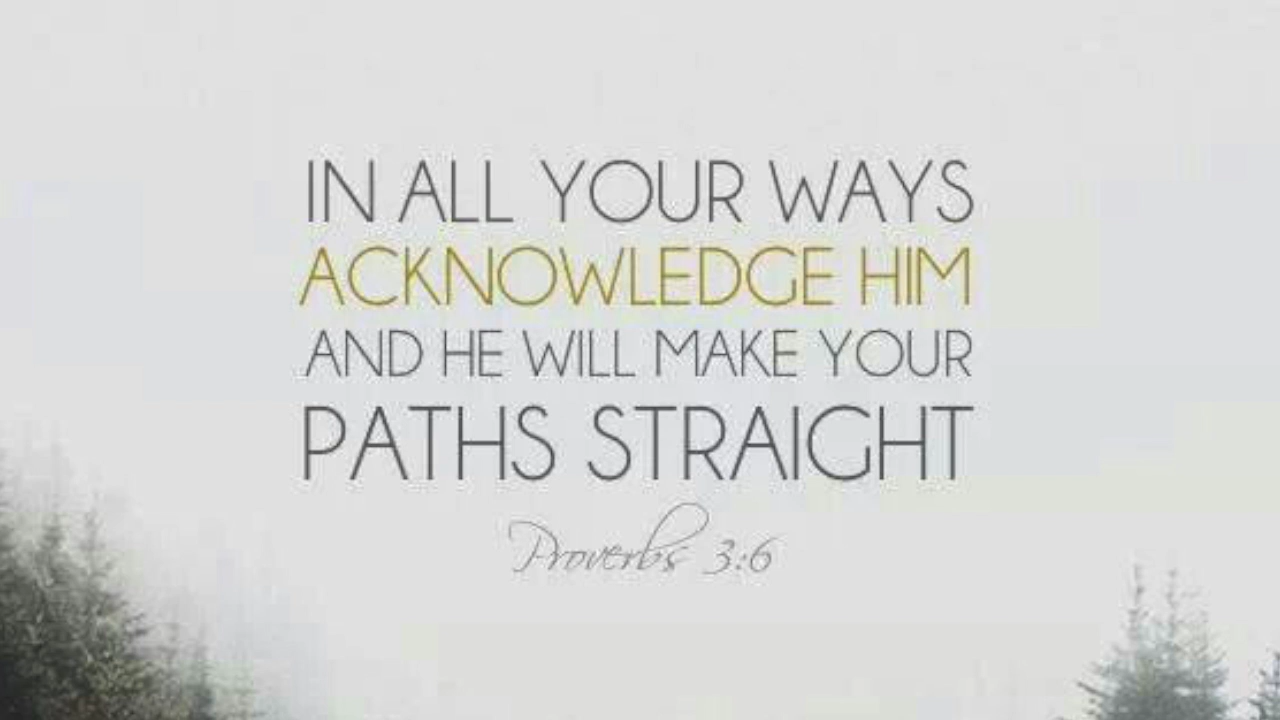 IN ALL YOUR WAYS
ACKNOWLEDGE HIM
AND HE WILL MAKE YOUR
PATHS STRAIGHT
Proverbs 3:6